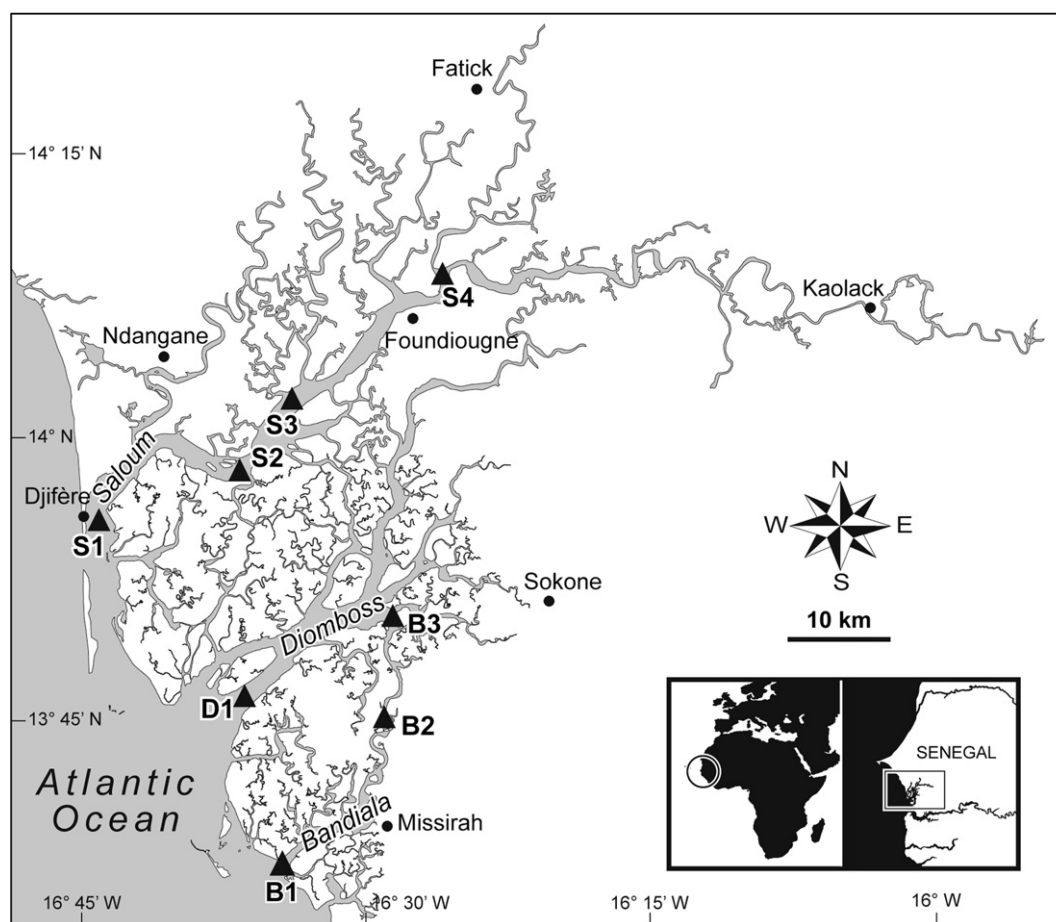 Fatick
14° 15' N
S4
Kaolack
Ndangane
Foundiougne
S3
14° N
S2
Saloum
Djifère
S1
N
W
E
S
Sokone
10 km
Diomboss
B3
D1
B2
13° 45' N
SENEGAL
Atlantic
Ocean
Bandiala
Missirah
B1
16° 45' W
16° 30' W
16° 15' W
16° W